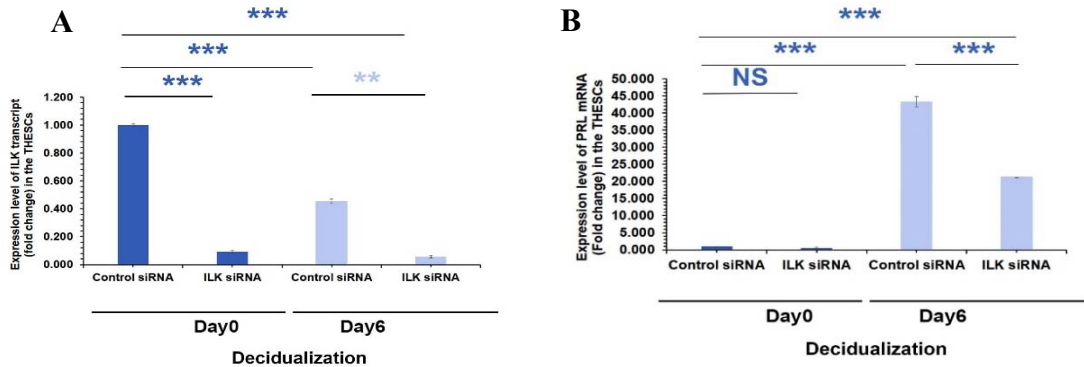 A
***
***
***
**
Expression level of ILK transcript
(fold change) in the THESCs
1.200
1.000
0.800
0.600
0.400
0.200
0.000
Control siRNA
ILK siRNA
Control siRNA
ILK siRNA
Day0
Day6
Decidualization
B
***
***
***
NS
Expression level of PRL mRNA
(Fold change) in the THESCs
50.000
45.000
40.000
35.000
30.000
25.000
20.000
15.000
10.000
5.000
0.000
Control siRNA
ILK siRNA
Control siRNA
ILK siRNA
Day0
Day6
Decidualization